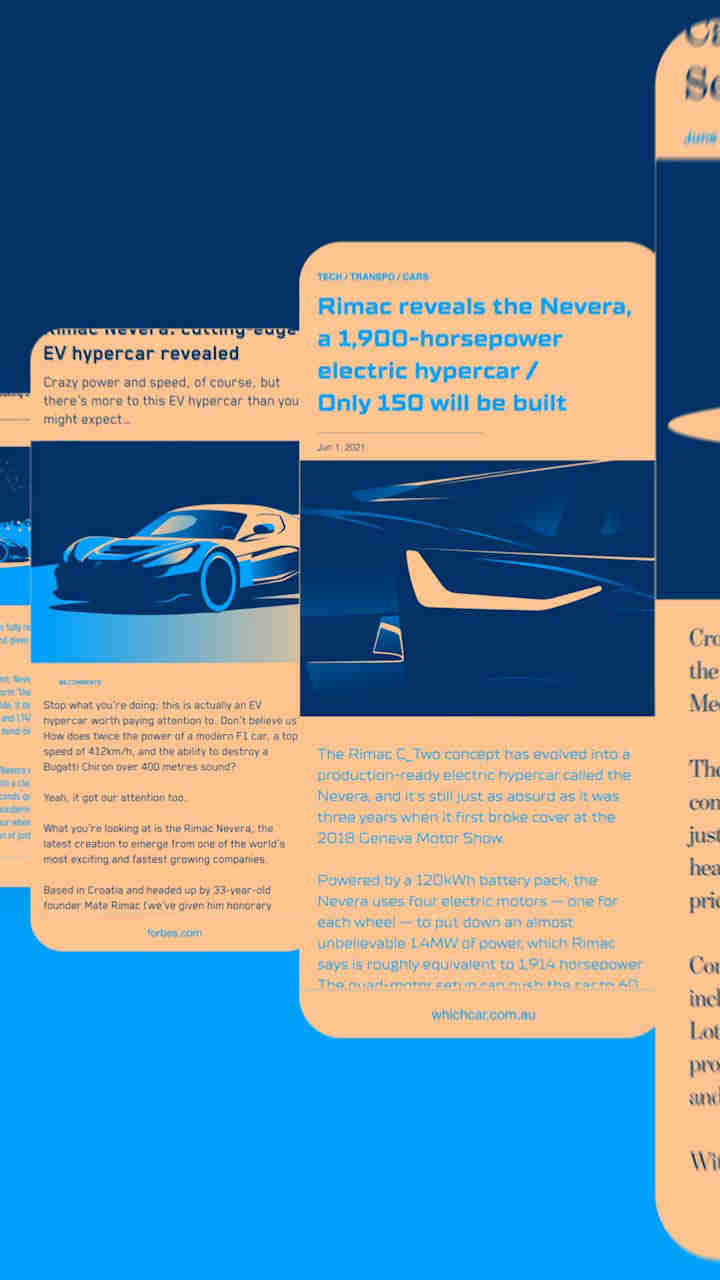 Rimac Nevera: cutting-edge
EV hypercar revealed
Crazy power and speed, of course, but
there's more to this EV hypercar than you
might expect...
Stop what you're doing; this is actually an EV
hypercar worth paying attention to. Don't believe us
How does twice the power of a modern F1 car, a top
speed of 412km/h, and the ability to destroy a
Bugatti Chiron over 400 metres sound?
Yeah, it got our attention too.
What you're looking at is the Rimac Nevera, the
latest creation to emerge from one of the world's
most exciting and fastest growing companies.
Based in Croatia and headed up by 33-year-old
founder Mate Rimac (we've given him honorary
forbes.com
TECH / TRANSPO / CARS
Rimac reveals the Nevera,
a 1,900-horsepower
electric hypercar /
Only 150 will be built
Jun 1, 2021
The Rimac C_Two concept has evolved into a
production-ready electric hypercar called the
Nevera, and it's still just as absurd as it was
three years when it first broke cover at the
2018 Geneva Motor Show.
Powered by a 120kWh battery pack, the
Nevera uses four electric motors — one for
each wheel — to put down an almost
unbelievable 1.4MW of power, which Rimac
says is roughly equivalent to 1,914 horsepower
The quad-motor setup can push the car to 60
whichcar.com.au
June
Cro
the
The
con
just
hea
pric
Con
incl
Lot
pro
and
Wit